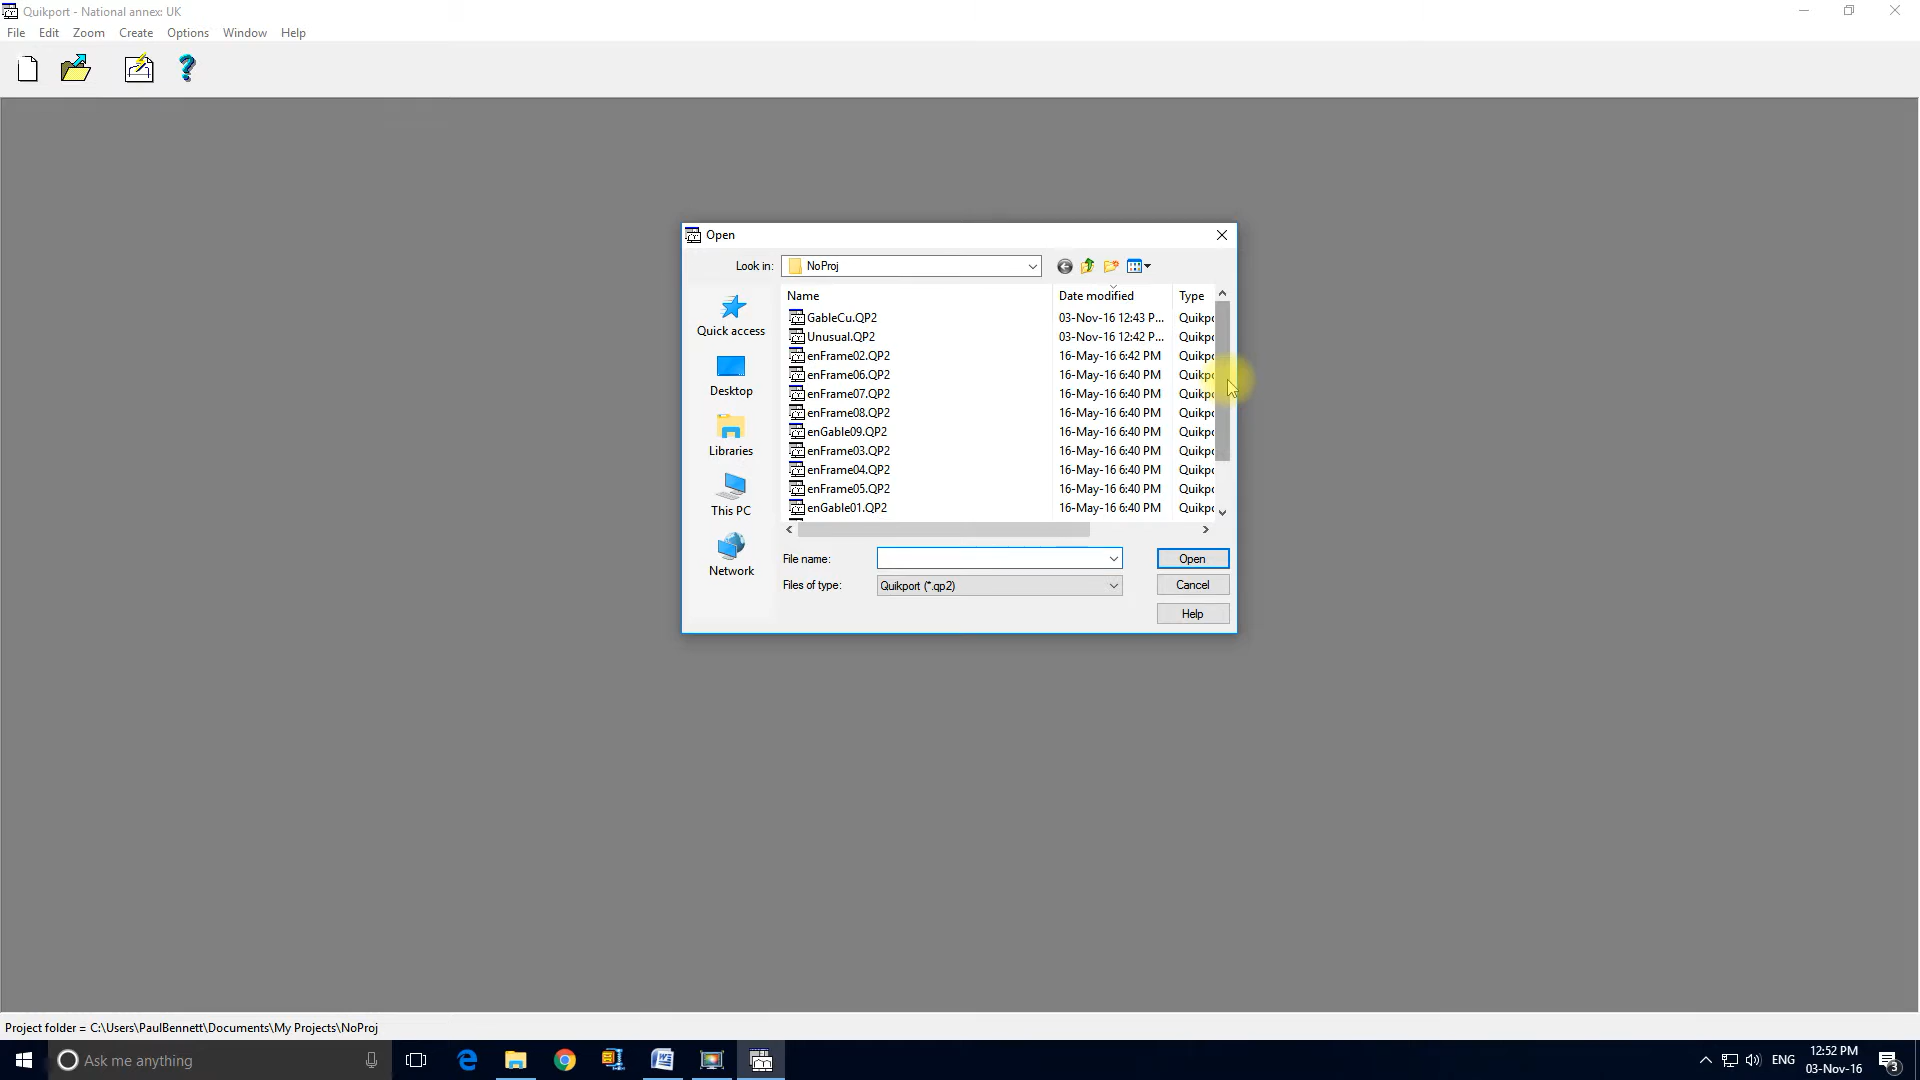 Quikport - National annex: UK
File Edit Zoom Create Options Window Help
Open
Look in: NoProj
Name Date modified Type
GableCu.QP2 03-Nov-16 12:43 P... Quikpo
Unusual.QP2 03-Nov-16 12:42 P... Quikpo
enFrame02.QP2 16-May-16 6:42 PM Quikpo
enFrame06.QP2 16-May-16 6:40 PM Quikpo
enFrame07.QP2 16-May-16 6:40 PM Quikpo
enFrame08.QP2 16-May-16 6:40 PM Quikpo
enGable09.QP2 16-May-16 6:40 PM Quikpo
enFrame03.QP2 16-May-16 6:40 PM Quikpo
enFrame04.QP2 16-May-16 6:40 PM Quikpo
enFrame05.QP2 16-May-16 6:40 PM Quikpo
enGable01.QP2 16-May-16 6:40 PM Quikpo
Quick access
Desktop
Libraries
This PC
Network
File name: Open
Files of type: Quikport (*.qp2) Cancel
Help
Project folder = C:\Users\PaulBennett\Documents\My Projects\NoProj
Ask me anything
ENG
12:52 PM
03-Nov-16
3